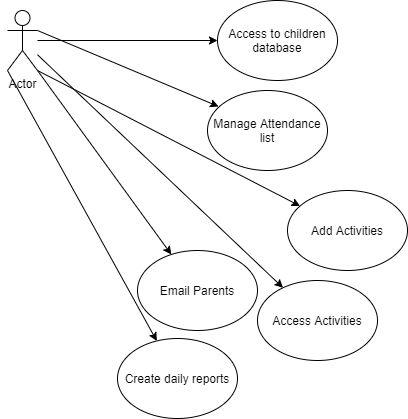 Access to children
database
Actor
Manage Attendance
list
Add Activities
Email Parents
Access Activities
Create daily reports